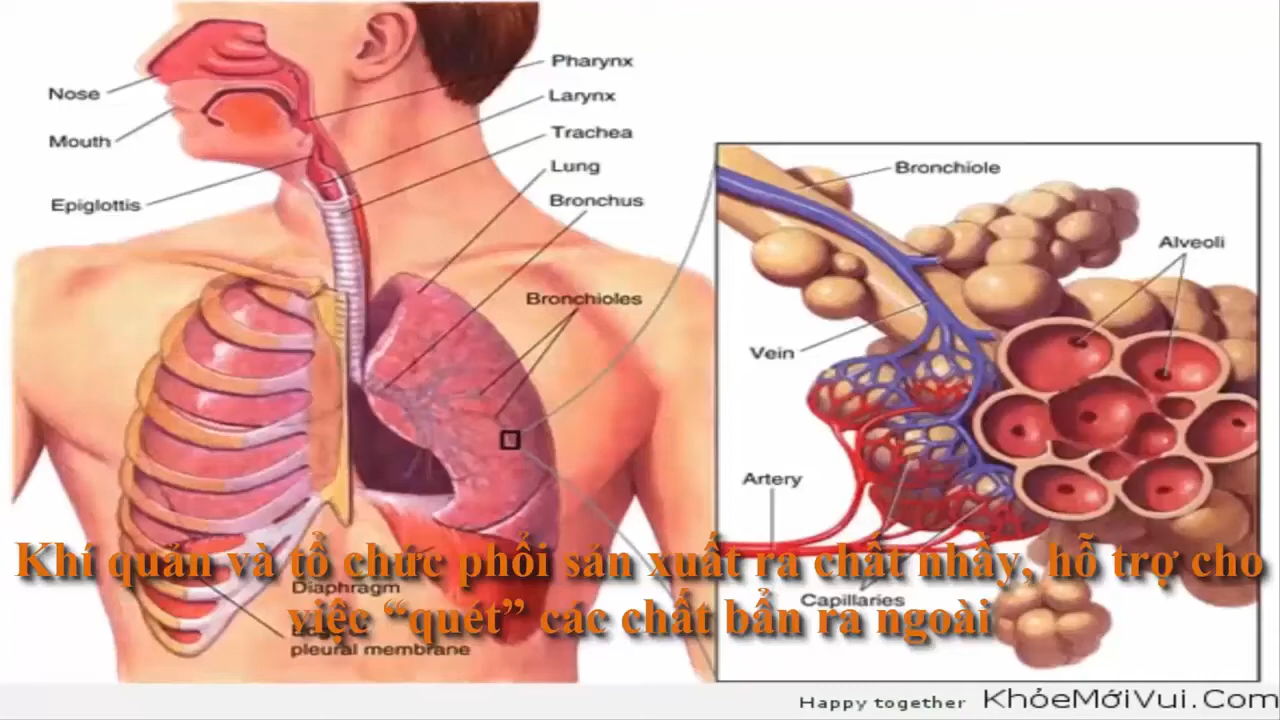 Pharynx
Nose
Larynx
Mouth
Trachea
Lung
Epiglottis
Bronchus
Bronchioles
Bronchiole
Alveoli
Vein
Artery
Khí quản và tổ chức phổi sán xuất ra chất nhầy, hỗ trợ cho
Diaphragm
Capillaries
việc “quét” các chất bẩn ra ngoài
pleural membrane
Happy together KhỏeMớiVui.Com